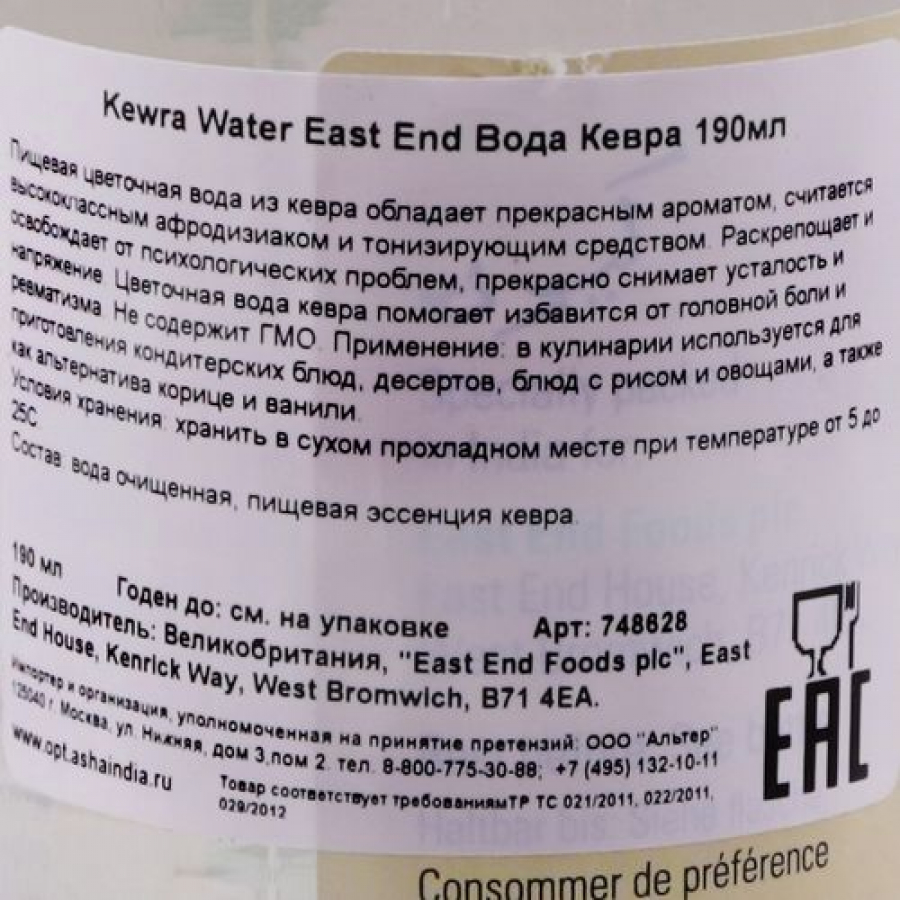 Kewra Water East End Вода Кевра 190мл
Пищевая цветочная вода из кевра обладает прекрасным ароматом, считается
высококлассным афродизиаком и тонизирующим средством. Раскрепощает и
освобождает от психологических проблем, прекрасно снимает усталость и
напряжение. Цветочная вода кевра помогает избавится от головной боли и
ревматизма. Не содержит ГМО. Применение: в кулинарии используется для
приготовления кондитерских блюд, десертов, блюд с рисом и овощами, а также
как альтернатива корице и ванили.
Условия хранения: хранить в сухом прохладном месте при температуре от 5 до
25С.
Состав: вода очищенная, пищевая эссенция кевра.
190 мл
Годен до: см. на упаковке Арт: 748628
Производитель: Великобритания, "East End Foods plc", East
End House, Kenrick Way, West Bromwich, B71 4EA.
Импортер и организация, уполномоченная на принятие претензий: ООО "Альтер"
125040 г. Москва, ул. Нижняя, дом 3,пом 2. тел. 8-800-775-30-88; +7 (495) 132-10-11
www.opt.ashaindia.ru
Товар соответствует требованиямТР ТС 021/2011, 022/2011,
029/2012
EAC
Consommer de préférence